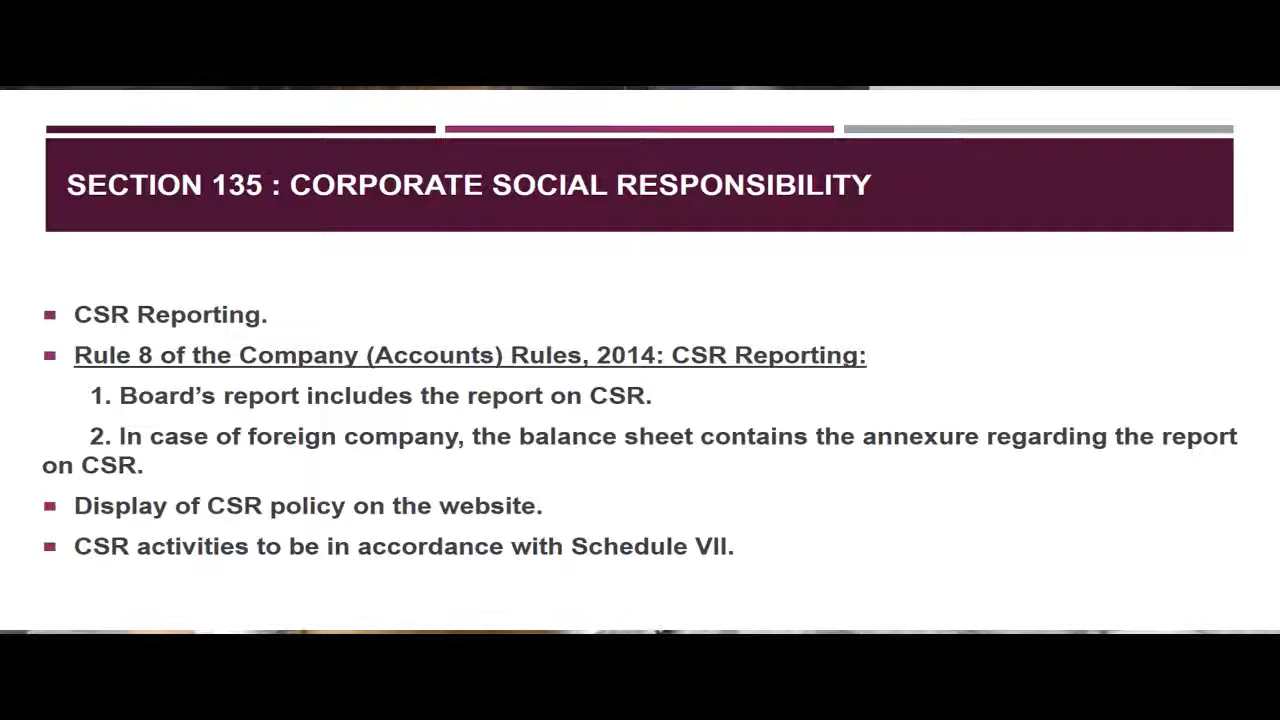 SECTION 135 : CORPORATE SOCIAL RESPONSIBILITY
CSR Reporting.
Rule 8 of the Company (Accounts) Rules, 2014: CSR Reporting:
1. Board’s report includes the report on CSR.
2. In case of foreign company, the balance sheet contains the annexure regarding the report
on CSR.
Display of CSR policy on the website.
CSR activities to be in accordance with Schedule VII.